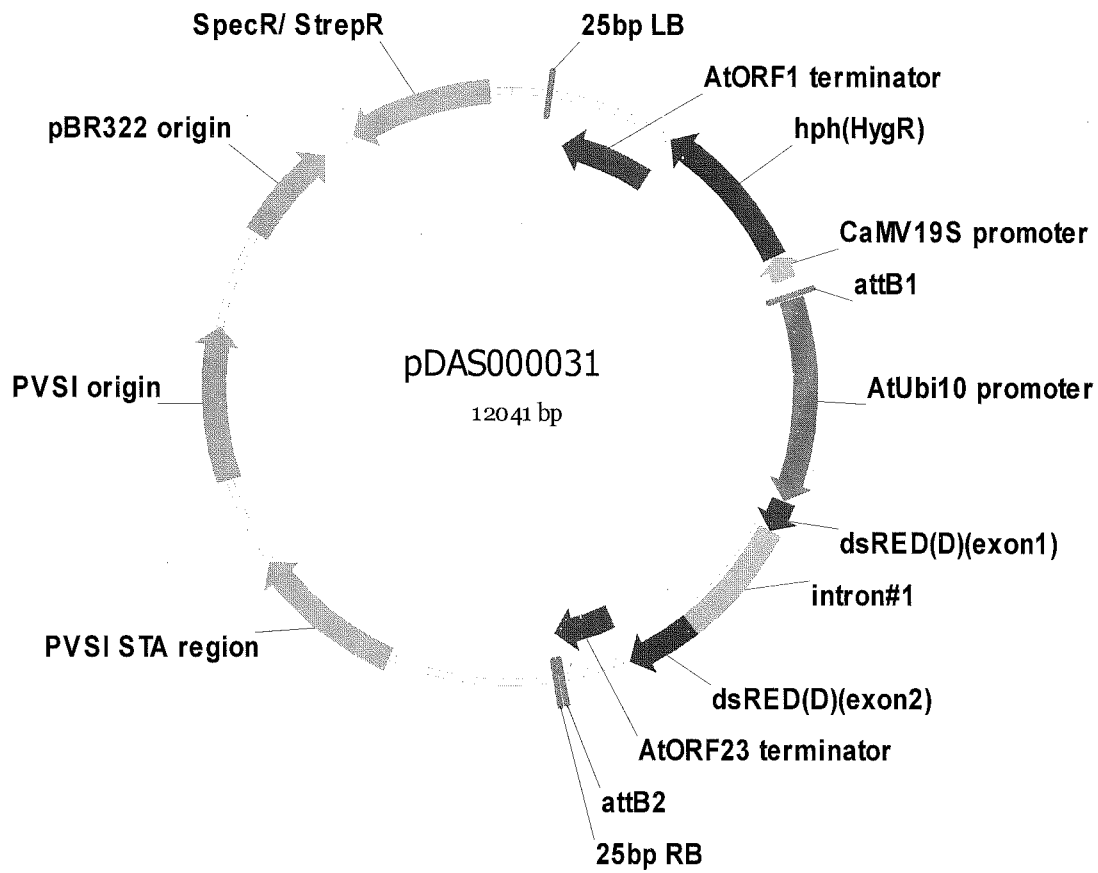 SpecR/ StrepR
25bp LB
AtORF1 terminator
pBR322 origin
hph(HygR)
CaMV19S promoter
attB1
pDAS000031
12041 bp
PVSI origin
AtUbi10 promoter
dsRED(D)(exon1)
intron#1
PVSI STA region
dsRED(D)(exon2)
AtORF23 terminator
attB2
25bp RB